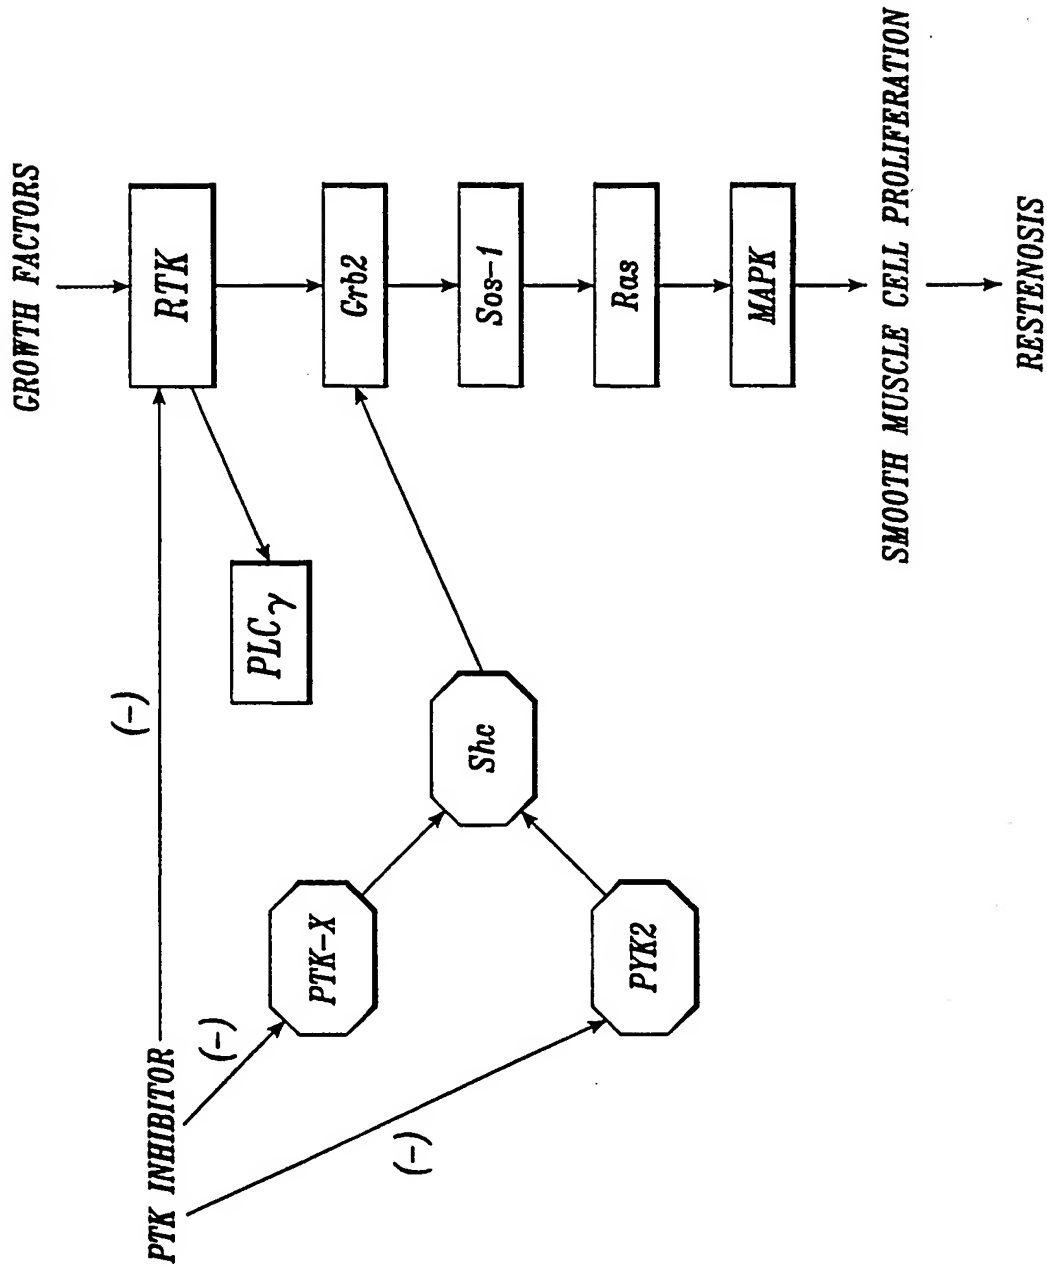 GROWTH FACTORS
RTK
PTK INHIBITOR
(-)
(-)
(-)
PLCγ
Grb2
PTK-X
Shc
Sos-1
PYK2
Ras
MAPK
SMOOTH MUSCLE CELL PROLIFERATION
RESTENOSIS